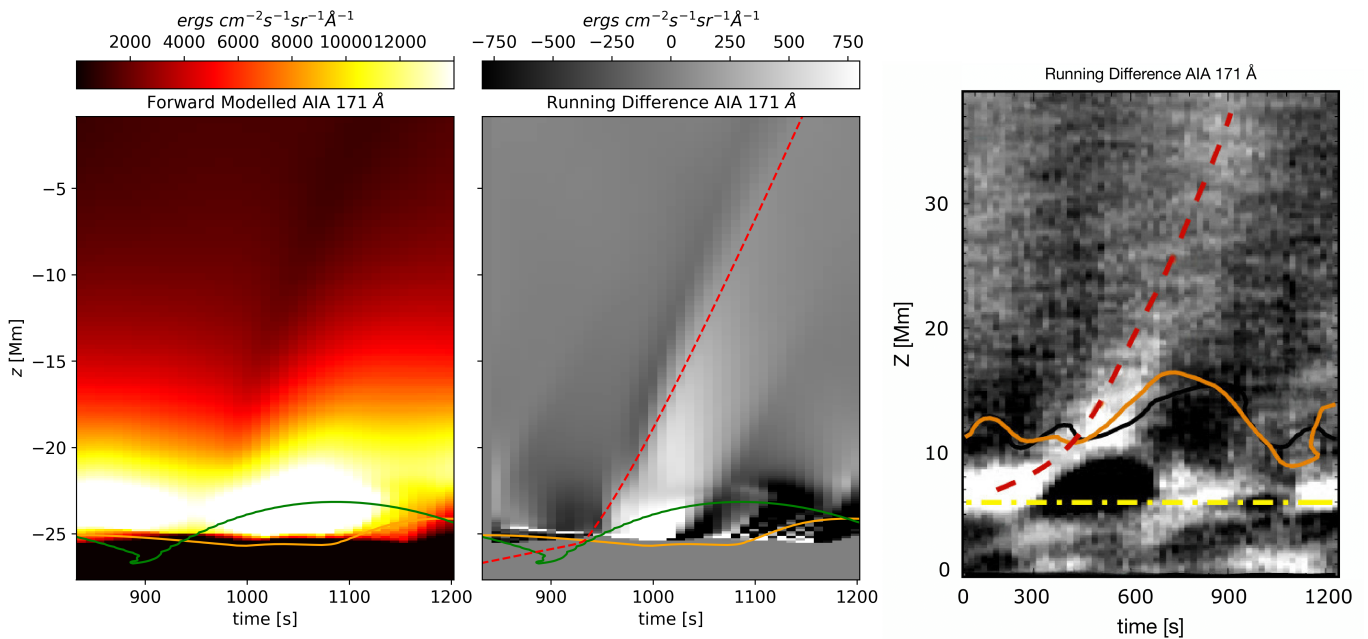 ergs cm−2s−1sr−1Å−1
2000 4000 6000 8000 10000 12000
Forward Modelled AIA 171 Å
z [Mm]
−5
−10
−15
−20
−25
900 1000 1100 1200
time [s]
ergs cm−2s−1sr−1Å−1
−750 −500 −250 0 250 500 750
Running Difference AIA 171 Å
900 1000 1100 1200
time [s]
Running Difference AIA 171 Å
Z [Mm]
30
20
10
0
0 300 600 900 1200
time [s]